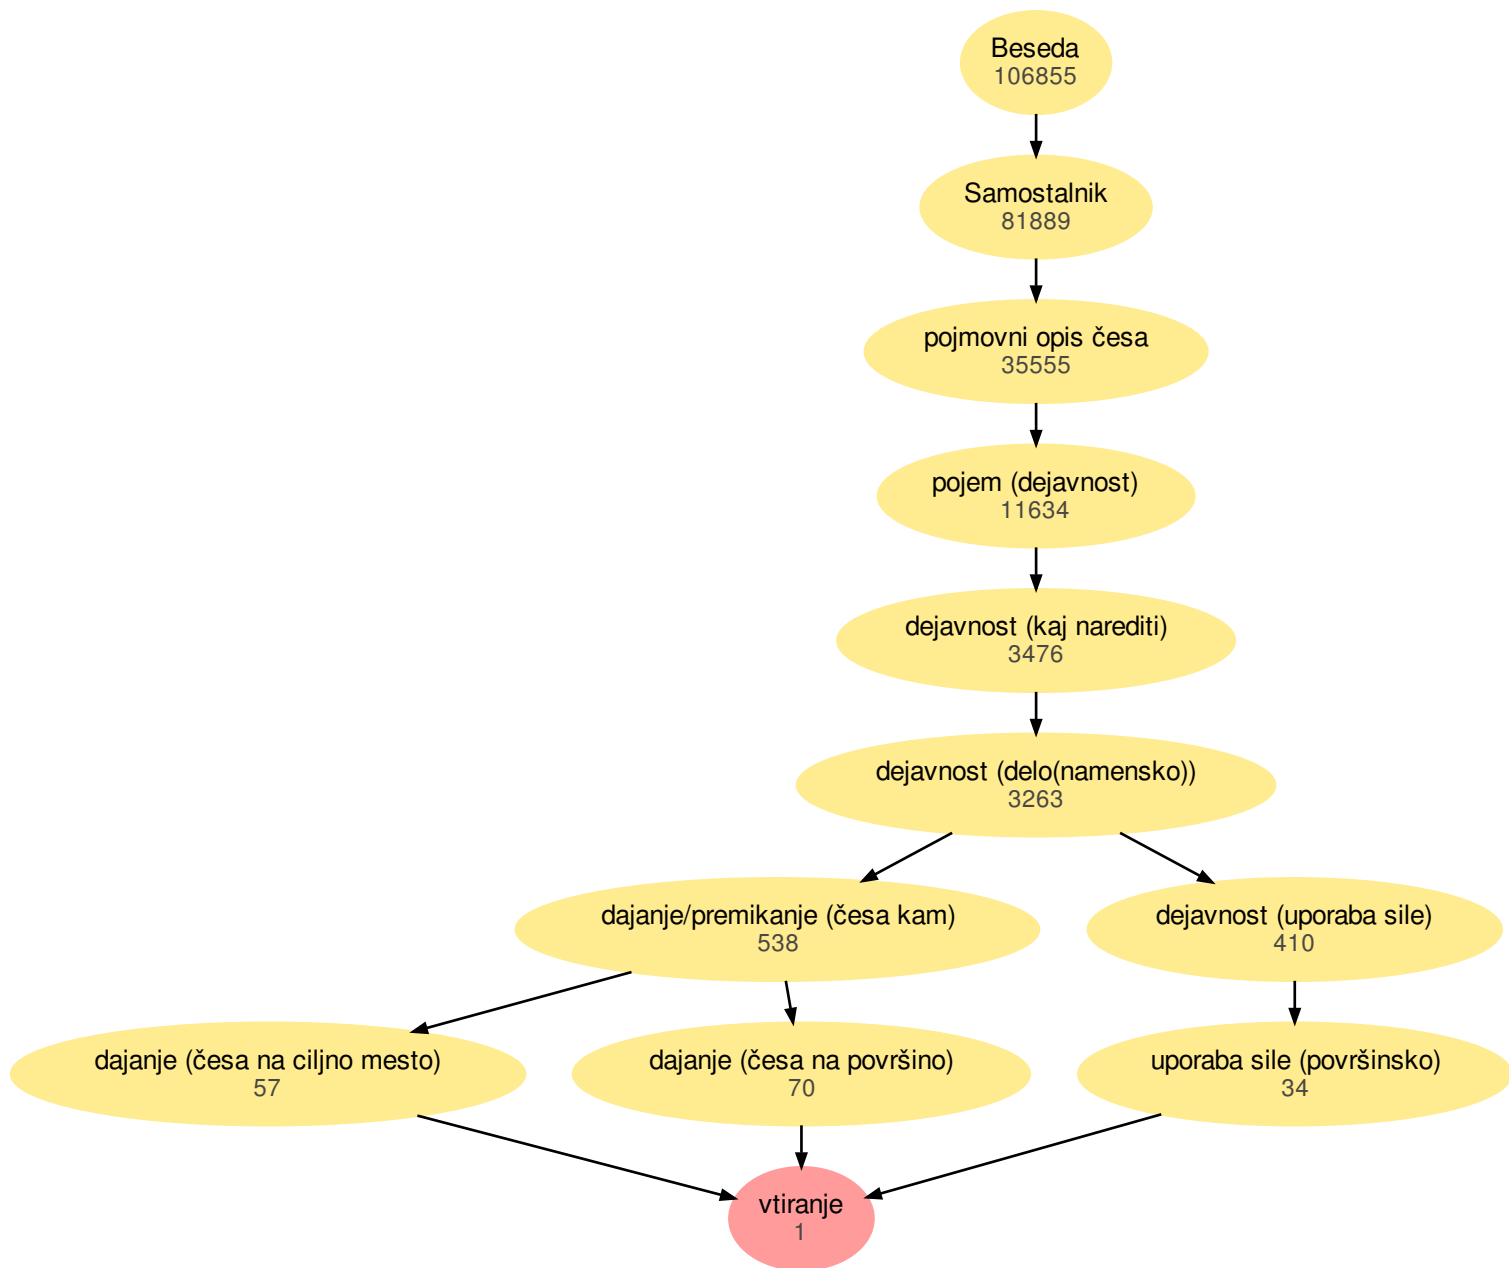 Beseda
106855
Samostalnik
81889
pojmovni opis česa
35555
pojem (dejavnost)
11634
dejavnost (kaj narediti)
3476
dejavnost (delo(namensko))
3263
dajanje/premikanje (česa kam)
538
dejavnost (uporaba sile)
410
dajanje (česa na ciljno mesto)
57
dajanje (česa na površino)
70
uporaba sile (površinsko)
34
vtiranje
1